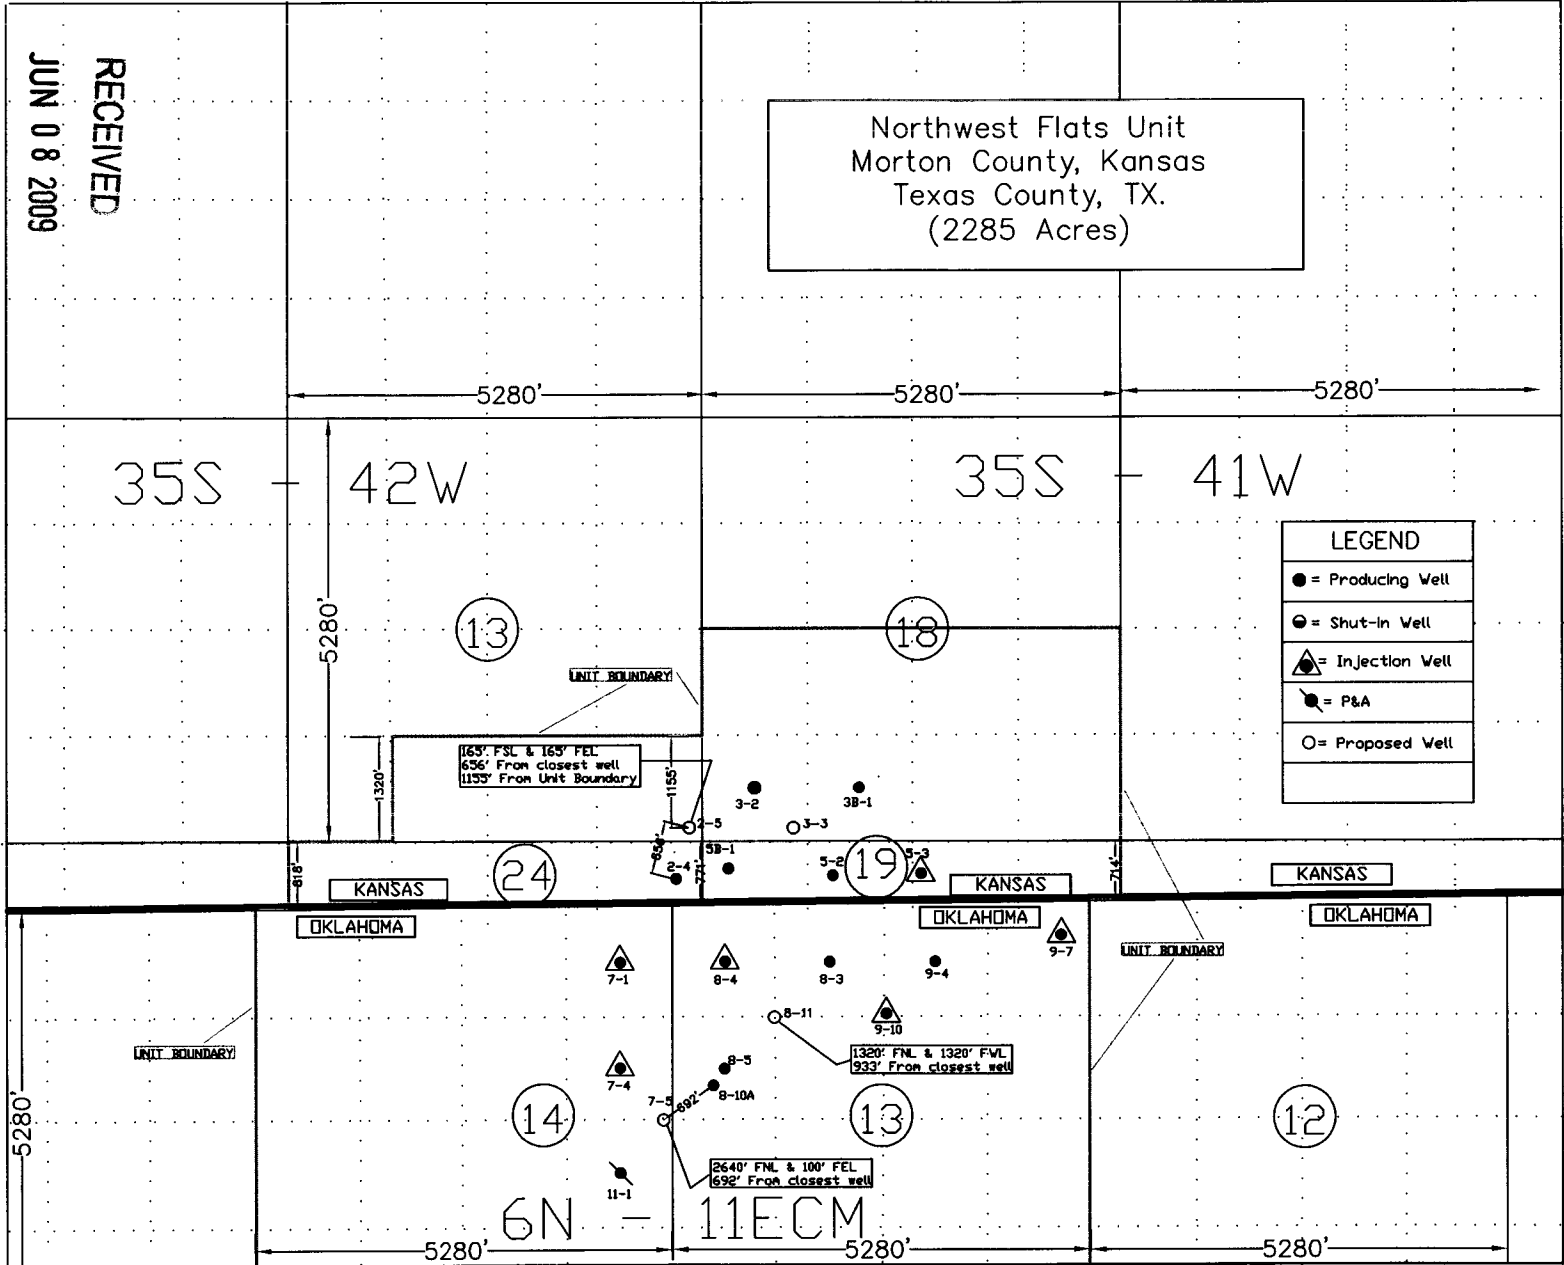 RECEIVED
JUN 08 2009
Northwest Flats Unit
Morton County, Kansas
Texas County, TX.
(2285 Acres)
5280'
5280'
5280'
35S - 42W
35S - 41W
LEGEND
= Producing Well
= Shut-In Well
= Injection Well
= P&A
= Proposed Well
5280'
13
18
UNIT BOUNDARY
165' FSL & 165' FEL
656' From closest well
1155' From Unit Boundary
1320'
1155'
3-2
3B-1
2-5
3-3
656'
5B-1
2-4
771'
5-2
19
5-3
714'
818'
24
KANSAS
KANSAS
KANSAS
OKLAHOMA
OKLAHOMA
OKLAHOMA
9-7
UNIT BOUNDARY
7-1
8-4
8-3
9-4
8-11
9-10
UNIT BOUNDARY
1320' FNL & 1320' FWL
933' From closest well
7-4
8-5
8-10A
7-5
692'
5280'
14
13
12
2640' FNL & 100' FEL
692' From closest well
11-1
6N - 11ECM
5280'
5280'
5280'